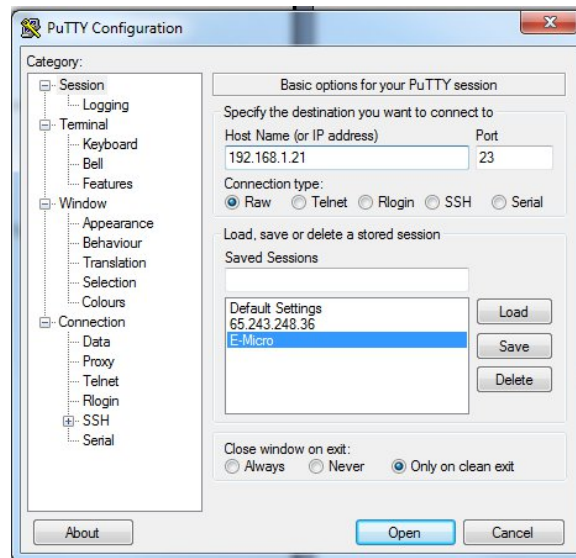 PuTTY Configuration
Category:
Session
Logging
Terminal
Keyboard
Bell
Features
Window
Appearance
Behaviour
Translation
Selection
Colours
Connection
Data
Proxy
Telnet
Rlogin
SSH
Serial
Basic options for your PuTTY session
Specify the destination you want to connect to
Host Name (or IP address) Port
192.168.1.21 23
Connection type:
Raw Telnet Rlogin SSH Serial
Load, save or delete a stored session
Saved Sessions
Default Settings
65.243.248.36
E-Micro
Load
Save
Delete
Close window on exit:
Always Never Only on clean exit
About Open Cancel